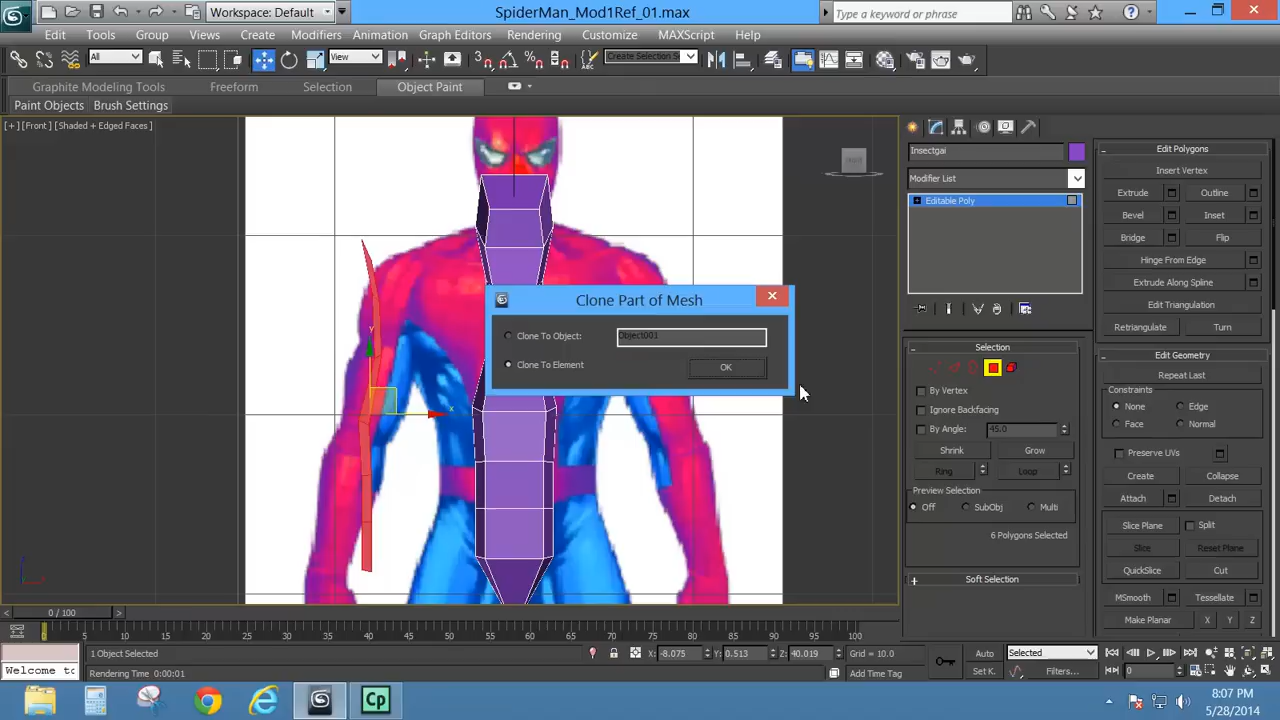 Workspace: Default
SpiderMan_Mod1Ref_01.max
Type a keyword or phrase
Edit
Tools
Group
Views
Create
Modifiers
Animation
Graph Editors
Rendering
Customize
MAXScript
Help
All
View
Create Selection Se
Graphite Modeling Tools
Freeform
Selection
Object Paint
Paint Objects
Brush Settings
[+] [Front ] [Shaded + Edged Faces ]
FRONT
Clone Part of Mesh
Clone To Object:
Object001
Clone To Element
OK
Y
x
Insectgai
Modifier List
Editable Poly
Selection
By Vertex
Ignore Backfacing
By Angle:
45.0
Shrink
Grow
Ring
Loop
Preview Selection
Off
SubObj
Multi
6 Polygons Selected
Soft Selection
Edit Polygons
Insert Vertex
Extrude
Outline
Bevel
Inset
Bridge
Flip
Hinge From Edge
Extrude Along Spline
Edit Triangulation
Retriangulate
Turn
Edit Geometry
Repeat Last
Constraints
None
Edge
Face
Normal
Preserve UVs
Create
Collapse
Attach
Detach
Slice Plane
Split
Slice
Reset Plane
QuickSlice
Cut
MSmooth
Tessellate
Make Planar
X
Y
Z
0 / 100
0 5 10 15 20 25 30 35 40 45 50 55 60 65 70 75 80 85 90 95 100
1 Object Selected
X: -8.075
Y: 0.513
Z: 40.019
Grid = 10.0
Auto
Selected
Welcome to
Rendering Time 0:00:01
Add Time Tag
Set K.
Filters...
0
Cp
8:07 PM
5/28/2014